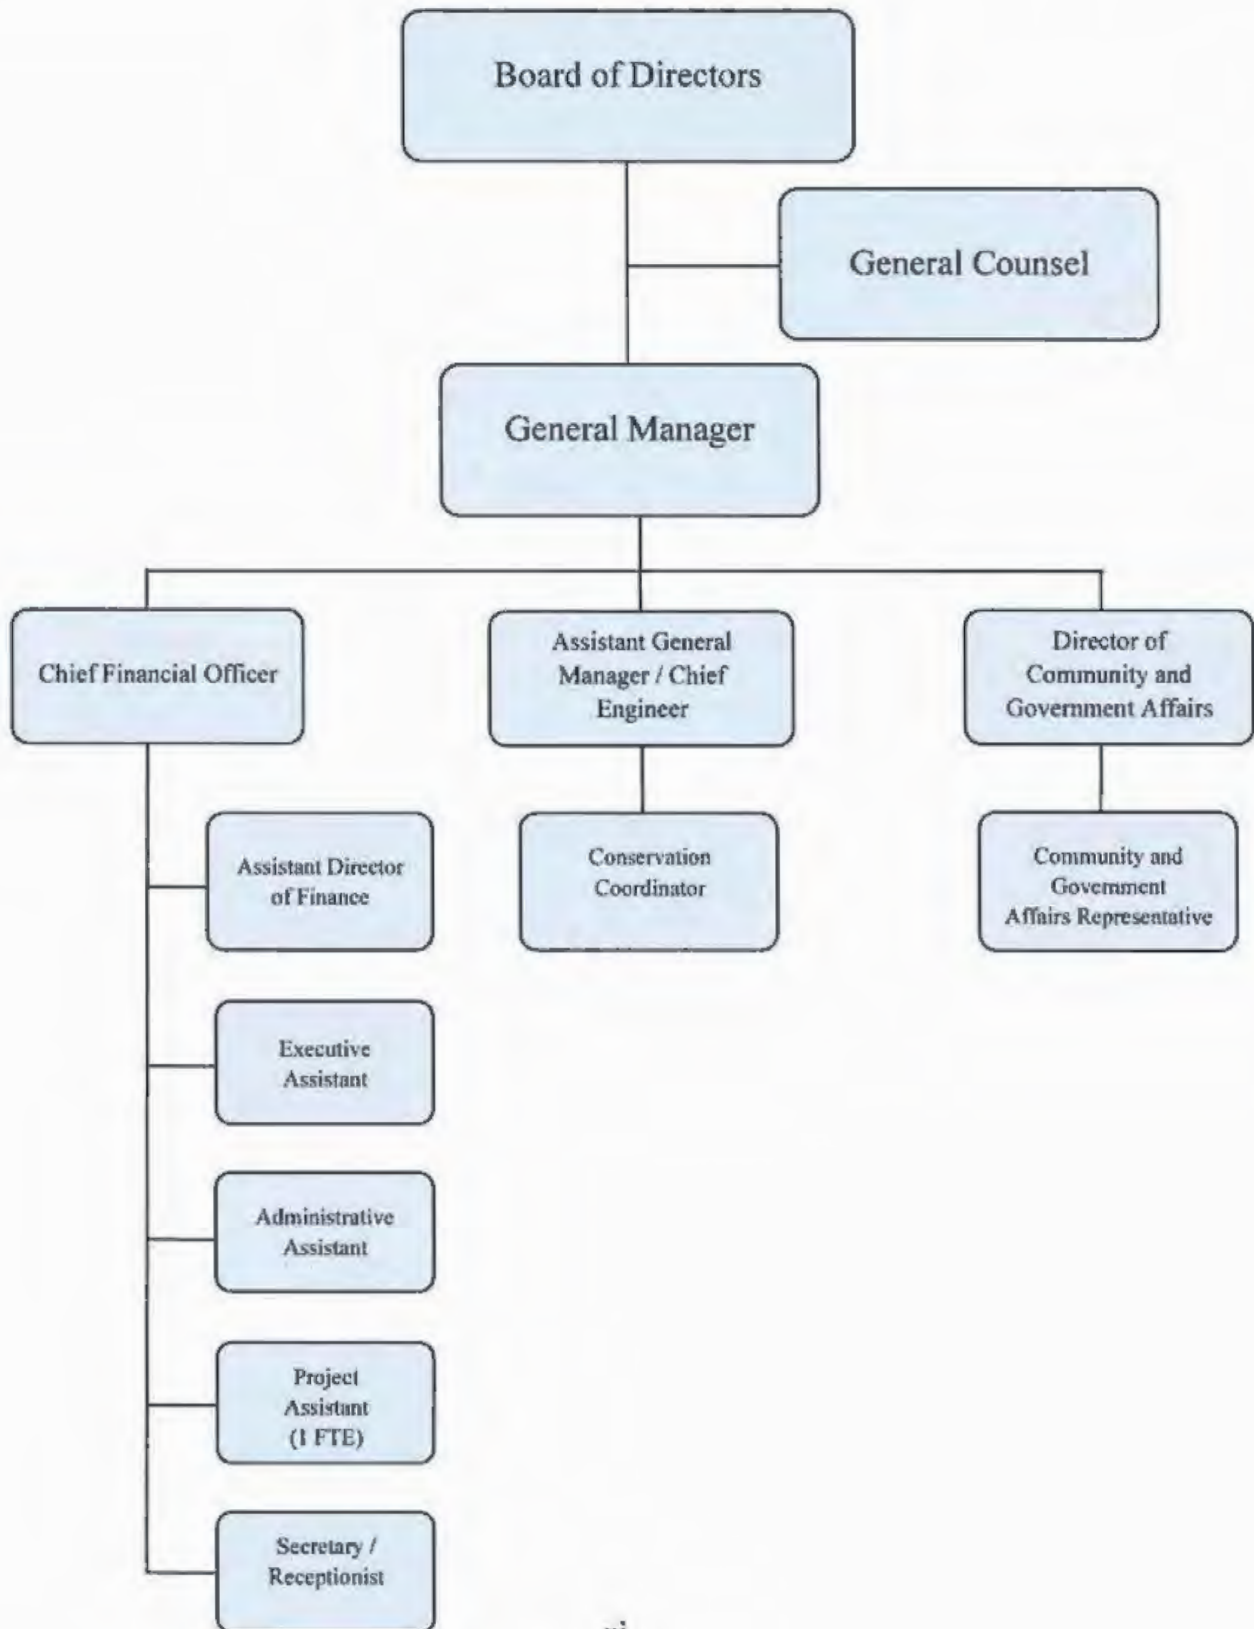 Board of Directors
General Counsel
General Manager
Chief Financial Officer
Assistant General
Manager / Chief
Engineer
Director of
Community and
Government Affairs
Assistant Director
of Finance
Conservation
Coordinator
Community and
Government
Affairs Representative
Executive
Assistant
Administrative
Assistant
Project
Assistant
(1 FTE)
Secretary /
Receptionist